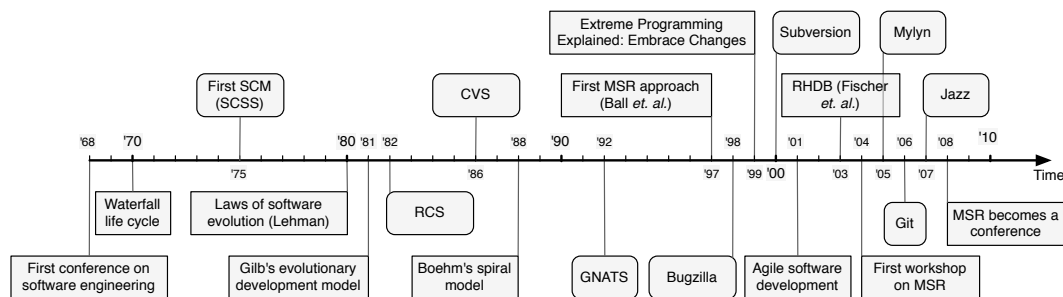 Extreme Programming
Explained: Embrace Changes
Subversion
Mylyn
First SCM
(SCSS)
CVS
First MSR approach
(Ball et. al.)
RHDB (Fischer
et. al.)
Jazz
'68
'70
'80
'81
'82
'88
'90
'92
'98
'01
'04
'06
'08
'10
'75
'86
'97
'99
'00
'03
'05
'07
Time
Waterfall
life cycle
Laws of software
evolution (Lehman)
RCS
Git
MSR becomes a
conference
First conference on
software engineering
Gilb's evolutionary
development model
Boehm's spiral
model
GNATS
Bugzilla
Agile software
development
First workshop
on MSR